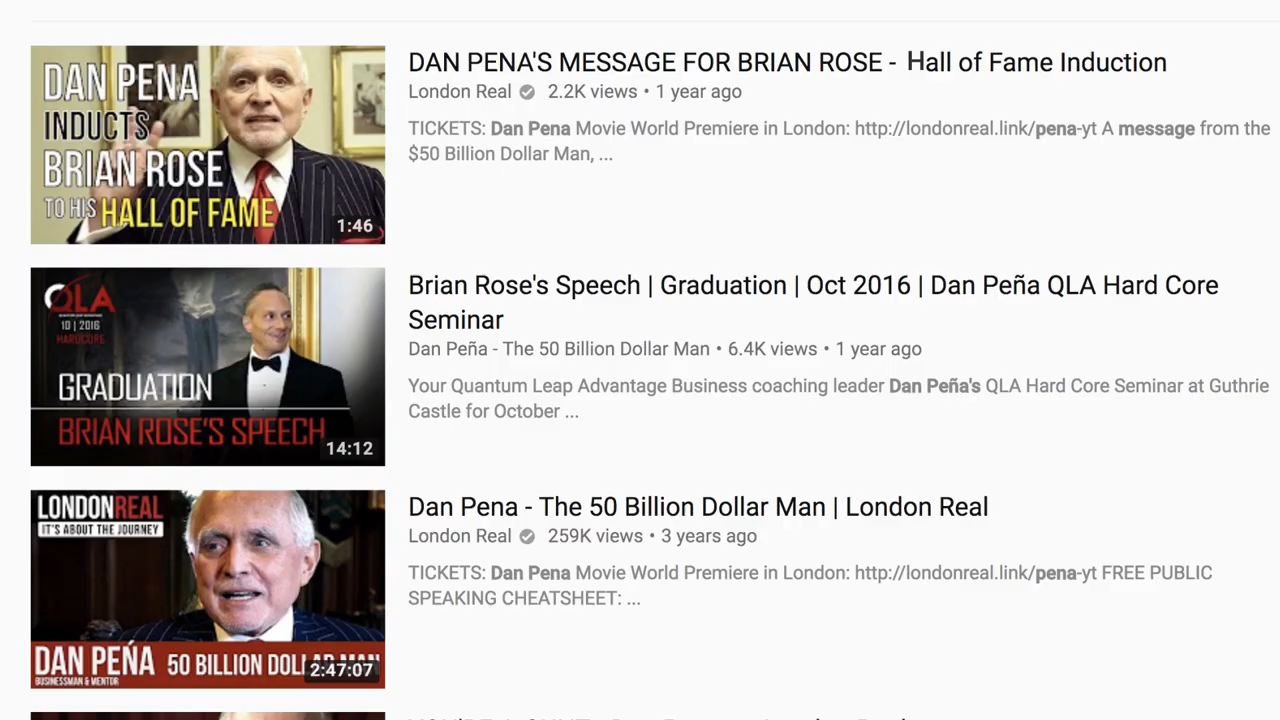 DAN PENA
INDUCTS
BRIAN ROSE
TO HIS HALL OF FAME
1:46
DAN PENA'S MESSAGE FOR BRIAN ROSE - Hall of Fame Induction
London Real 2.2K views • 1 year ago
TICKETS: Dan Pena Movie World Premiere in London: http://londonreal.link/pena-yt A message from the
$50 Billion Dollar Man, ...
QLA
10 | 2016
HARDCORE
GRADUATION
BRIAN ROSE'S SPEECH
14:12
Brian Rose's Speech | Graduation | Oct 2016 | Dan Peña QLA Hard Core
Seminar
Dan Peña - The 50 Billion Dollar Man • 6.4K views • 1 year ago
Your Quantum Leap Advantage Business coaching leader Dan Peña's QLA Hard Core Seminar at Guthrie
Castle for October ...
LONDONREAL
IT'S ABOUT THE JOURNEY
DAN PEÑA 50 BILLION DOLLAR MAN
BUSINESSMAN & MENTOR
2:47:07
Dan Pena - The 50 Billion Dollar Man | London Real
London Real 259K views • 3 years ago
TICKETS: Dan Pena Movie World Premiere in London: http://londonreal.link/pena-yt FREE PUBLIC
SPEAKING CHEATSHEET: ...